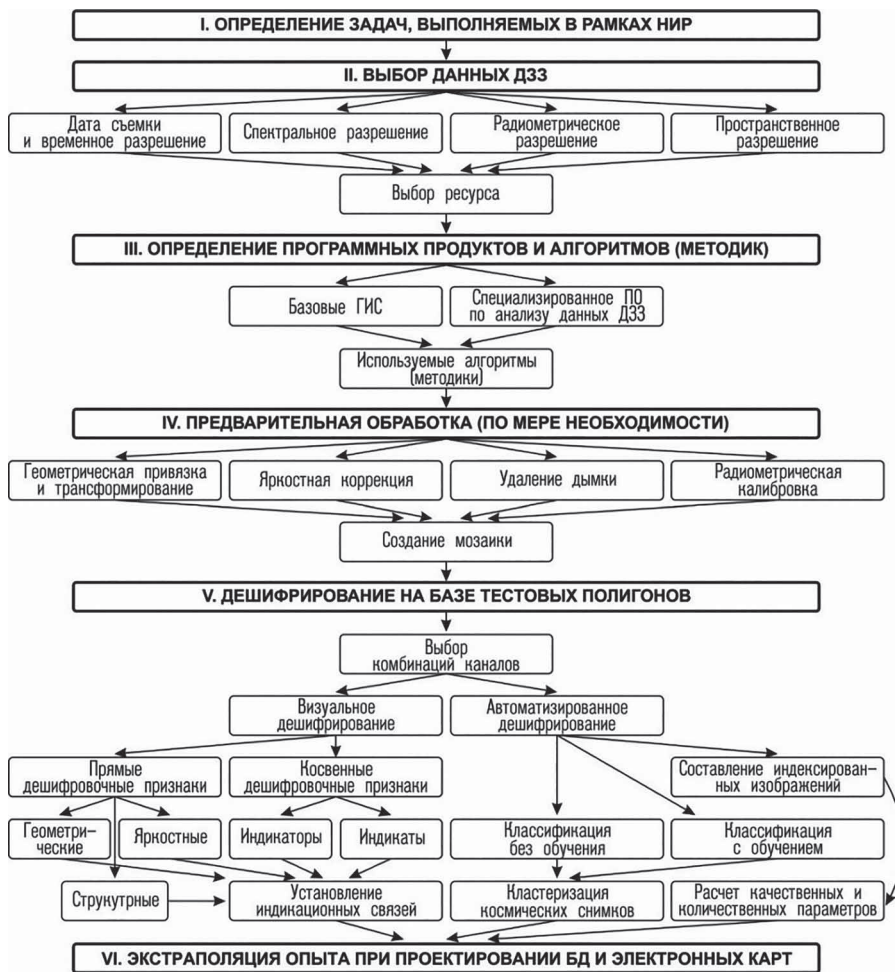 I. ОПРЕДЕЛЕНИЕ ЗАДАЧ, ВЫПОЛНЯЕМЫХ В РАМКАХ НИР
II. ВЫБОР ДАННЫХ ДЗЗ
Дата съемки
и временное разрешение
Спектральное разрешение
Радиометрическое
разрешение
Пространственное
разрешение
Выбор ресурса
III. ОПРЕДЕЛЕНИЕ ПРОГРАММНЫХ ПРОДУКТОВ И АЛГОРИТМОВ (МЕТОДИК)
Базовые ГИС
Специализированное ПО
по анализу данных ДЗЗ
Используемые алгоритмы
(методики)
IV. ПРЕДВАРИТЕЛЬНАЯ ОБРАБОТКА (ПО МЕРЕ НЕОБХОДИМОСТИ)
Геометрическая привязка
и трансформирование
Яркостная коррекция
Удаление дымки
Радиометрическая
калибровка
Создание мозаики
V. ДЕШИФРИРОВАНИЕ НА БАЗЕ ТЕСТОВЫХ ПОЛИГОНОВ
Выбор
комбинаций каналов
Визуальное
дешифрирование
Автоматизированное
дешифрирование
Прямые
дешифровочные признаки
Косвенные
дешифровочные признаки
Составление индексирован-
ных изображений
Геометри-
ческие
Яркостные
Индикаторы
Индикаты
Классификация
без обучения
Классификация
с обучением
Струкутрные
Установление
индикационных связей
Кластеризация
космических снимков
Расчет качественных и
количественных параметров
VI. ЭКСТРАПОЛЯЦИЯ ОПЫТА ПРИ ПРОЕКТИРОВАНИИ БД И ЭЛЕКТРОННЫХ КАРТ